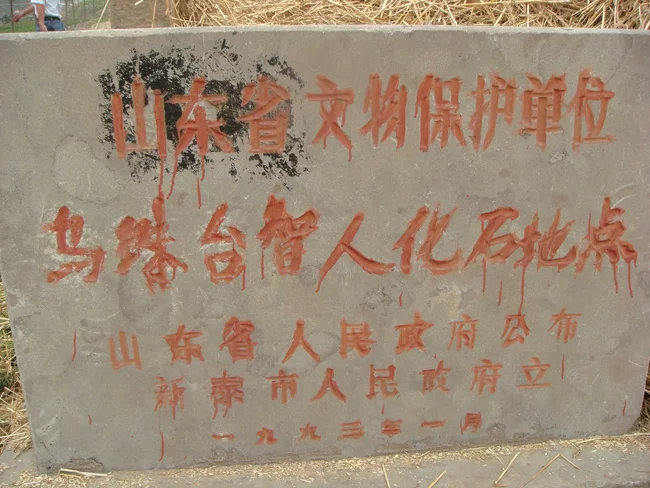 山东省文物保护单位
乌珠台智人化石地点
山东省人民政府公布
新泰市人民政府立
一九九三年一月